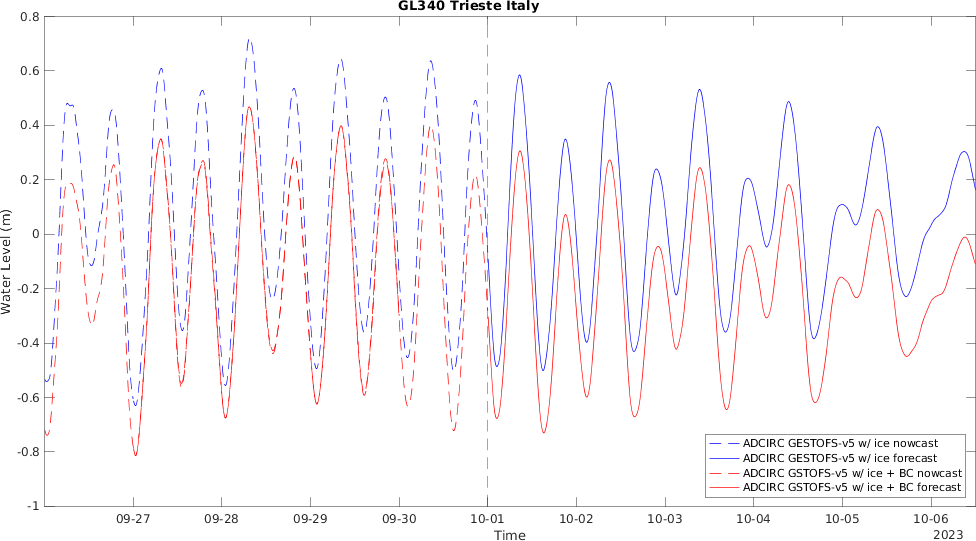 GL340 Trieste Italy
0.8
0.6
0.4
0.2
0
-0.2
-0.4
-0.6
-0.8
-1
Water Level (m)
ADCIRC GESTOFS-v5 w/ ice nowcast
ADCIRC GESTOFS-v5 w/ ice forecast
ADCIRC GSTOFS-v5 w/ ice + BC nowcast
ADCIRC GSTOFS-v5 w/ ice + BC forecast
09-27 09-28 09-29 09-30 10-01 10-02 10-03 10-04 10-05 10-06
Time
2023